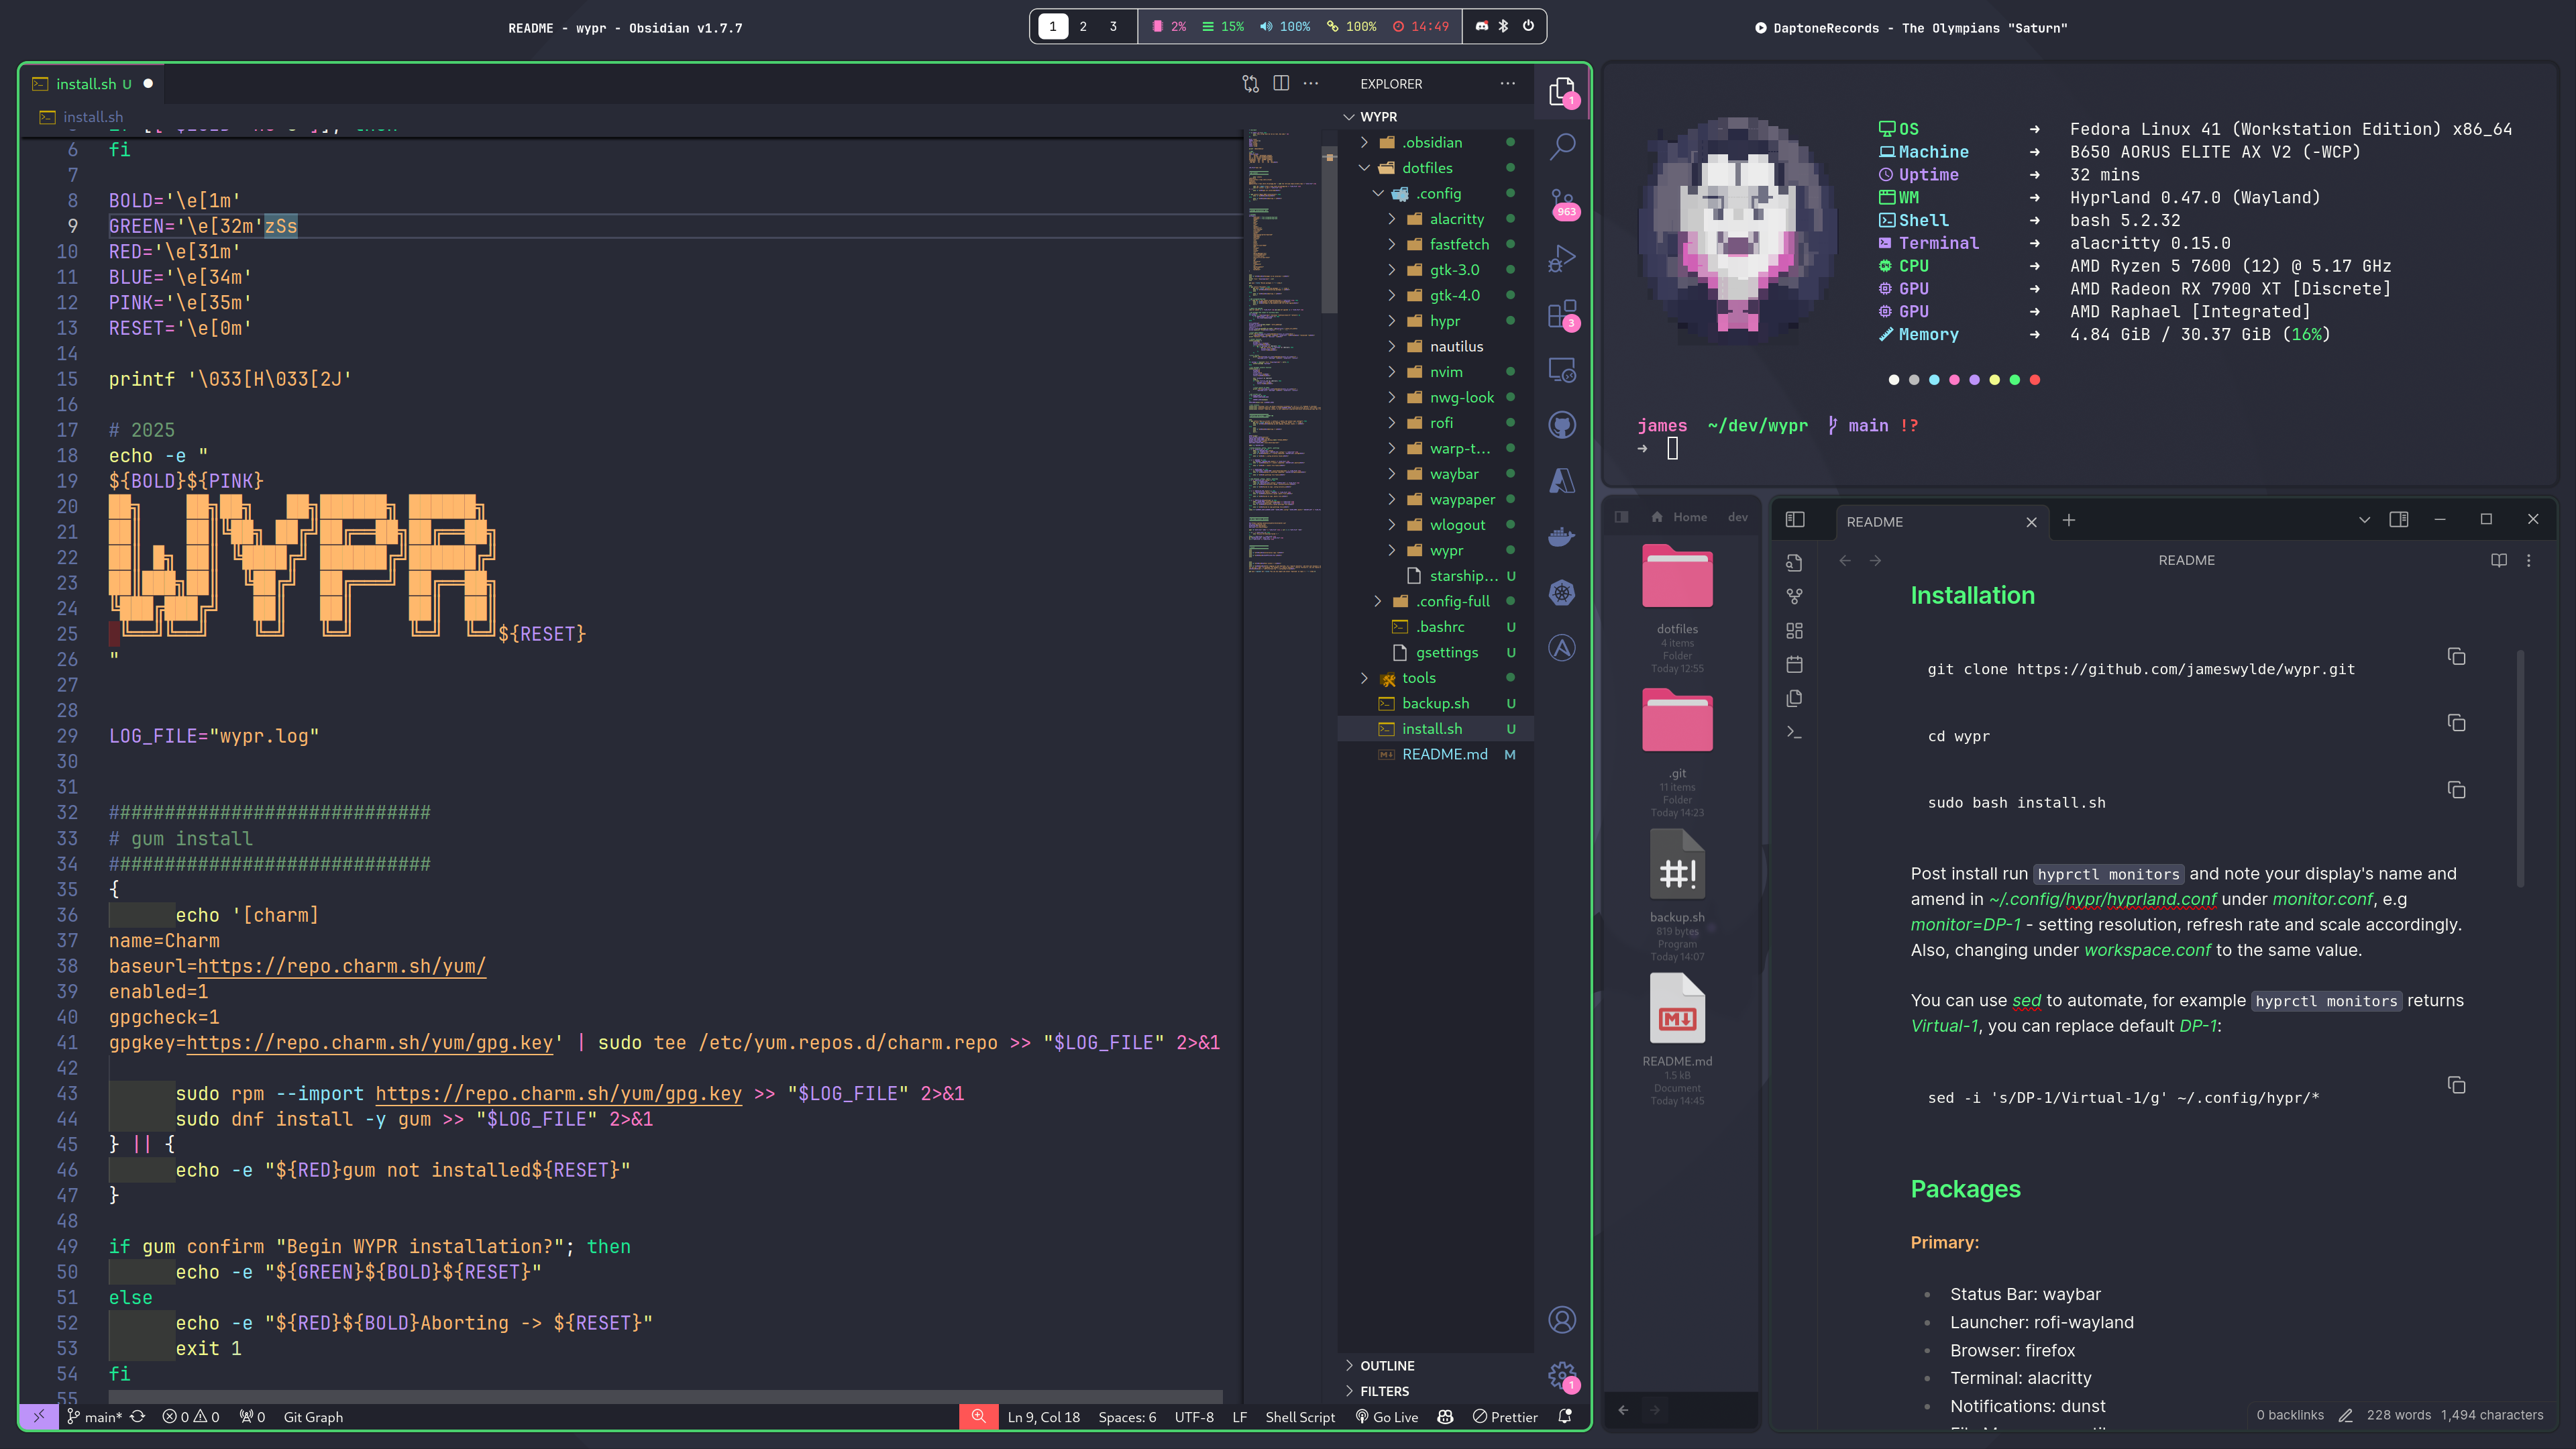 README - wypr - Obsidian v1.7.7
1 2 3 2% 15% 100% 100% 14:49
DaptoneRecords - The Olympians "Saturn"
install.sh U
install.sh
6 fi
7
8 BOLD='\e[1m'
9 GREEN='\e[32m'zSs
10 RED='\e[31m'
11 BLUE='\e[34m'
12 PINK='\e[35m'
13 RESET='\e[0m'
14
15 printf '\033[H\033[2J'
16
17 # 2025
18 echo -e "
19 ${BOLD}${PINK}
20
21
22
23
24
25 ${RESET}
26 "
27
28
29 LOG_FILE="wypr.log"
30
31
32 #############################
33 # gum install
34 #############################
35 {
36 echo '[charm]
37 name=Charm
38 baseurl=https://repo.charm.sh/yum/
39 enabled=1
40 gpgcheck=1
41 gpgkey=https://repo.charm.sh/yum/gpg.key' | sudo tee /etc/yum.repos.d/charm.repo >> "$LOG_FILE" 2>&1
42
43 sudo rpm --import https://repo.charm.sh/yum/gpg.key >> "$LOG_FILE" 2>&1
44 sudo dnf install -y gum >> "$LOG_FILE" 2>&1
45 } || {
46 echo -e "${RED}gum not installed${RESET}"
47 }
48
49 if gum confirm "Begin WYPR installation?"; then
50 echo -e "${GREEN}${BOLD}${RESET}"
51 else
52 echo -e "${RED}${BOLD}Aborting -> ${RESET}"
53 exit 1
54 fi
55
WYPR
main* 0 0 0 Git Graph
Ln 9, Col 18 Spaces: 6 UTF-8 LF Shell Script Go Live Prettier
EXPLORER
WYPR
.obsidian
dotfiles
.config
alacritty
fastfetch
gtk-3.0
gtk-4.0
hypr
nautilus
nvim
nwg-look
rofi
warp-t...
waybar
waypaper
wlogout
wypr
starship... U
.config-full
.bashrc U
gsettings U
tools
backup.sh U
install.sh U
README.md M
OUTLINE
FILTERS
1
963
3
1
OS → Fedora Linux 41 (Workstation Edition) x86_64
Machine → B650 AORUS ELITE AX V2 (-WCP)
Uptime → 32 mins
WM → Hyprland 0.47.0 (Wayland)
Shell → bash 5.2.32
Terminal → alacritty 0.15.0
CPU → AMD Ryzen 5 7600 (12) @ 5.17 GHz
GPU → AMD Radeon RX 7900 XT [Discrete]
GPU → AMD Raphael [Integrated]
Memory → 4.84 GiB / 30.37 GiB (16%)
james ~/dev/wypr main !?
→
Home dev
dotfiles
4 items
Folder
Today 12:55
.git
11 items
Folder
Today 14:23
#!
backup.sh
819 bytes
Program
Today 14:07
M
README.md
1.5 kB
Document
Today 14:45
README
README
Installation
git clone https://github.com/jameswylde/wypr.git
cd wypr
sudo bash install.sh
Post install run hyprctl monitors and note your display's name and
amend in ~/.config/hypr/hyprland.conf under monitor.conf, e.g
monitor=DP-1 - setting resolution, refresh rate and scale accordingly.
Also, changing under workspace.conf to the same value.
You can use sed to automate, for example hyprctl monitors returns
Virtual-1, you can replace default DP-1:
sed -i 's/DP-1/Virtual-1/g' ~/.config/hypr/*
Packages
Primary:
Status Bar: waybar
Launcher: rofi-wayland
Browser: firefox
Terminal: alacritty
Notifications: dunst
0 backlinks 228 words 1,494 characters